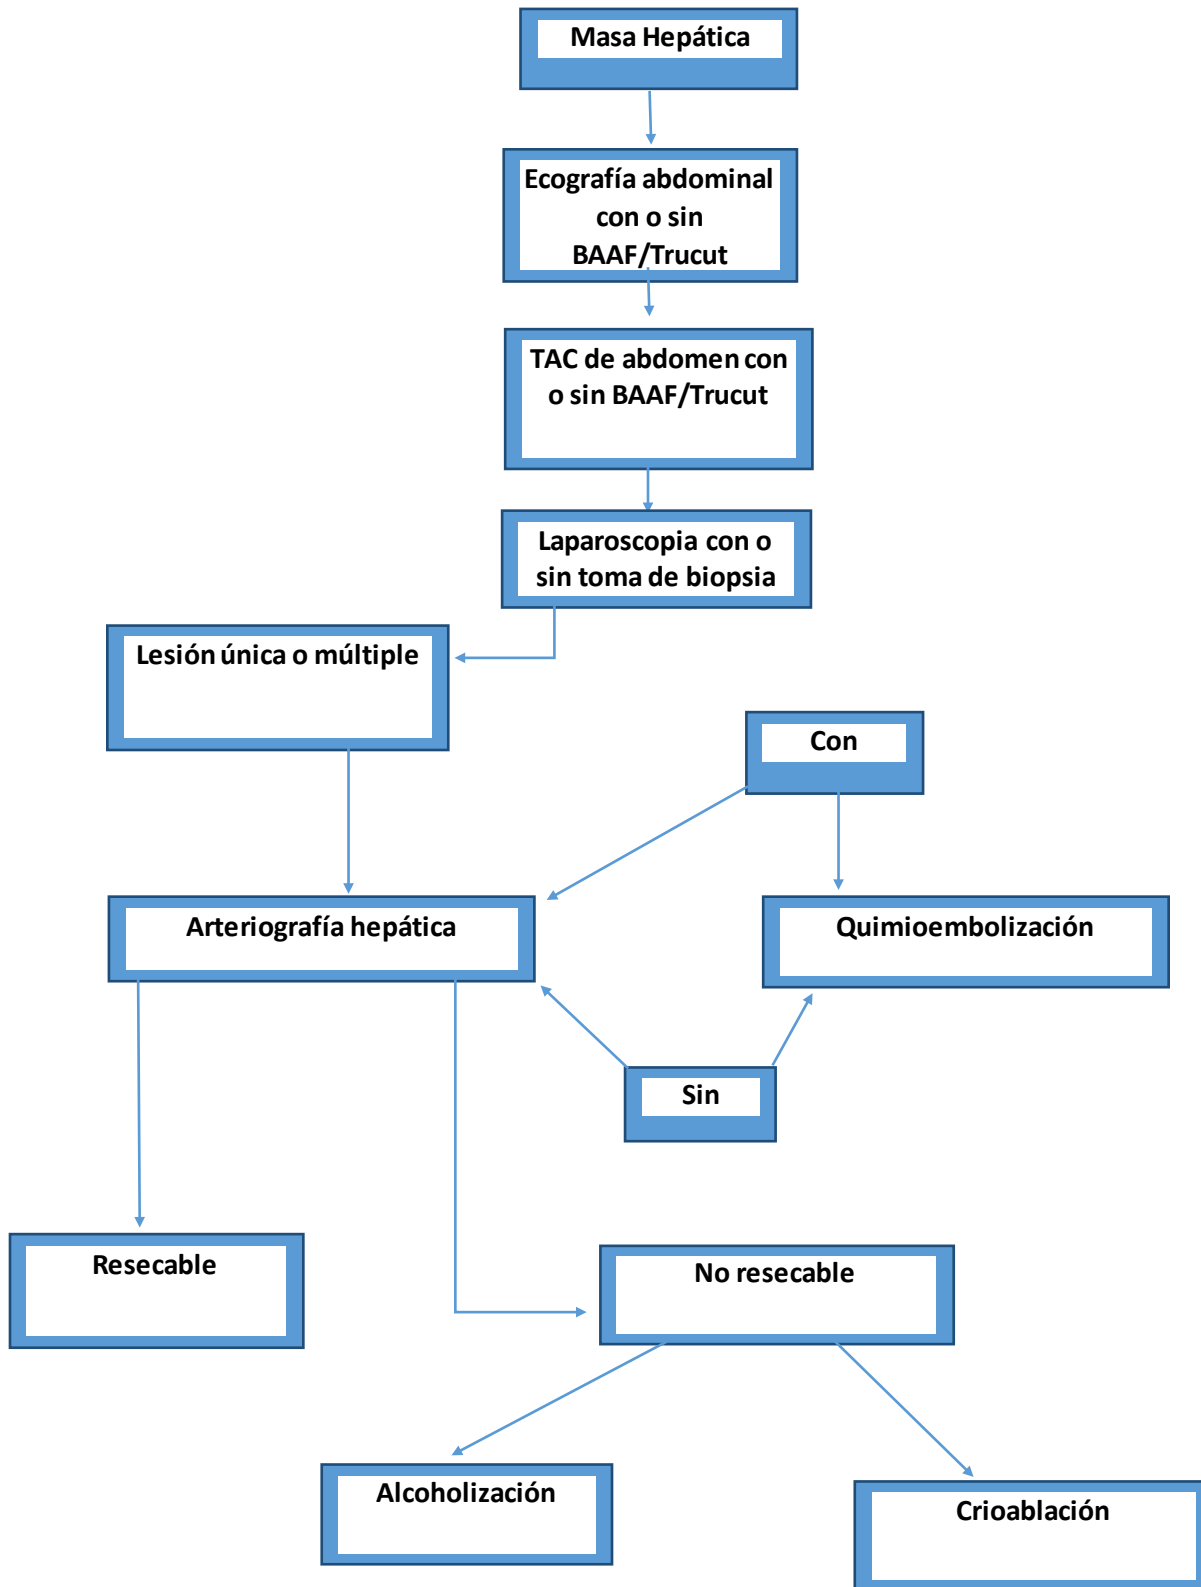 Masa Hepática
Ecografía abdominal
con o sin
BAAF/Trucut
TAC de abdomen con
o sin BAAF/Trucut
Laparoscopia con o
sin toma de biopsia
Lesión única o múltiple
Con
Arteriografía hepática
Quimioembolización
Sin
Resecable
No resecable
Alcoholización
Crioablación